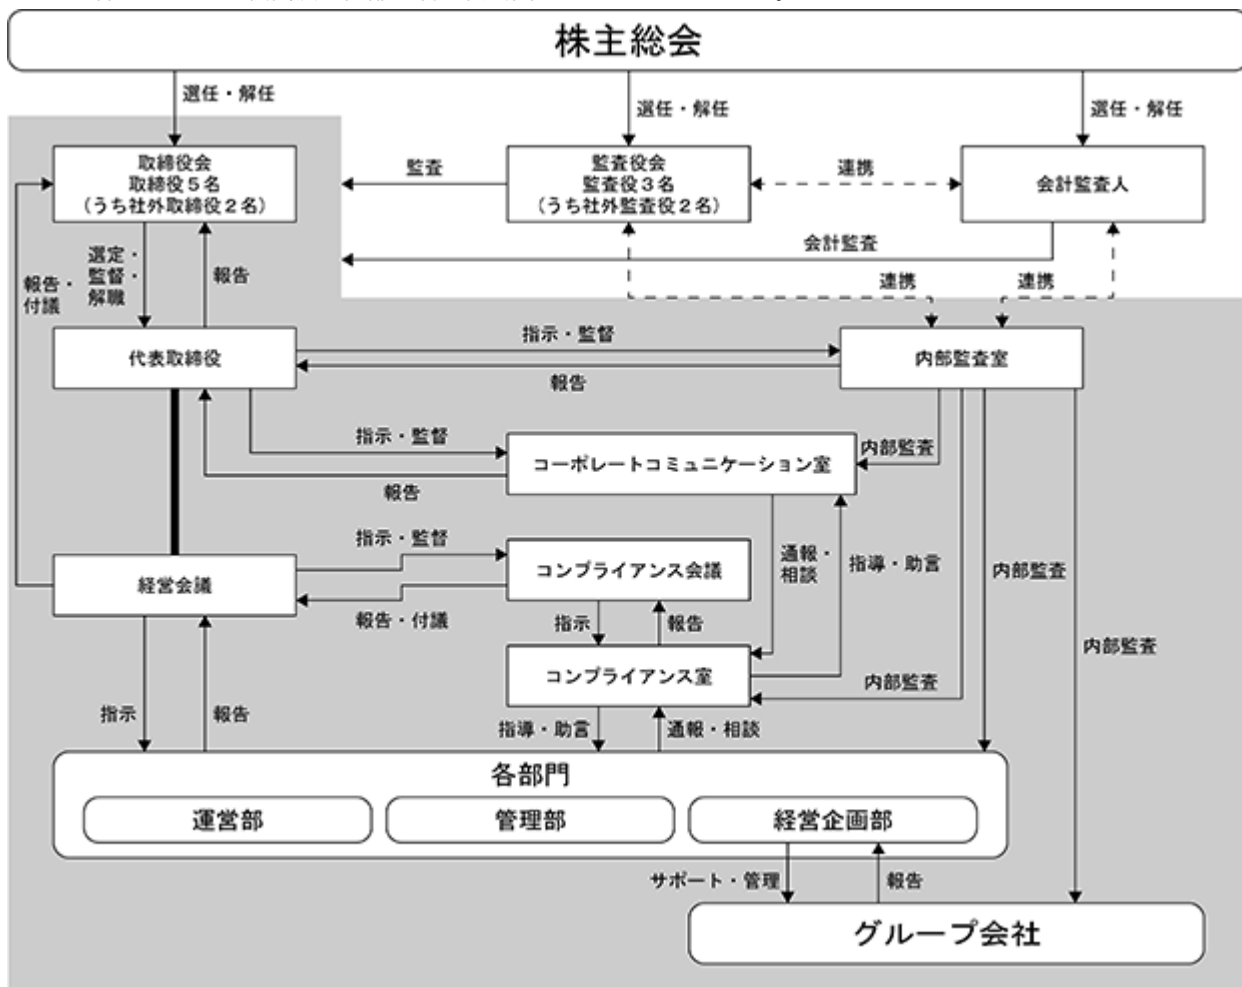 株主総会
選任・解任
選任・解任
選任・解任
取締役会
取締役5名
(うち社外取締役2名)
監査
監査役会
監査役3名
(うち社外監査役2名)
連携
会計監査人
会計監査
選定・
監督・
解職
報告
報告・
付議
連携
連携
代表取締役
指示・監督
報告
内部監査室
指示・監督
報告
コーポレートコミュニケーション室
内部監査
指示・監督
経営会議
報告・付議
コンプライアンス会議
通報・
相談
指導・助言
内部監査
指示
報告
コンプライアンス室
内部監査
内部監査
指示
報告
指導・助言
通報・相談
各部門
運営部
管理部
経営企画部
サポート・管理
報告
グループ会社